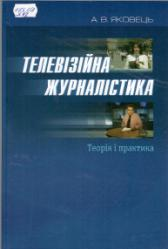 А. В. ЯКОВЕЦЬ
ТЕЛЕВІЗІЙНА
ЖУРНАЛІСТИКА
Теорія і практика